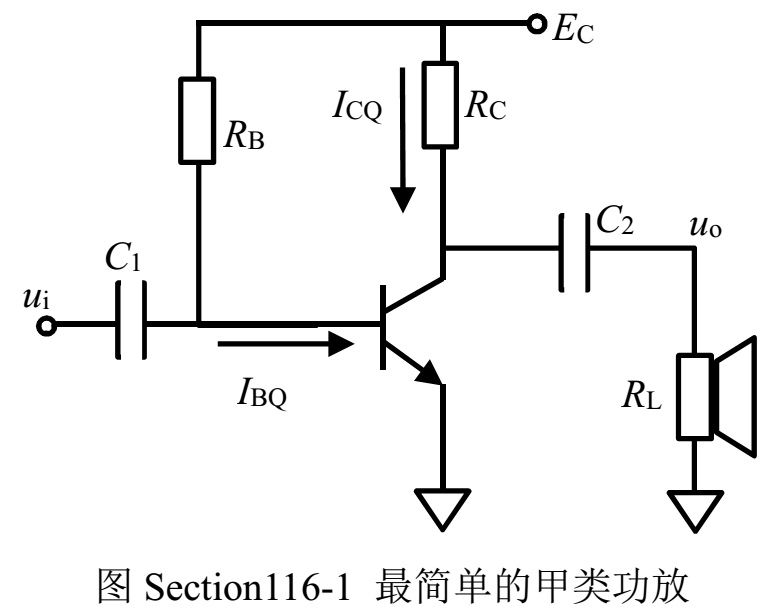 E_C
I_CQ
R_C
R_B
C_2
u_o
C_1
u_i
I_BQ
R_L
图 Section116-1 最简单的甲类功放